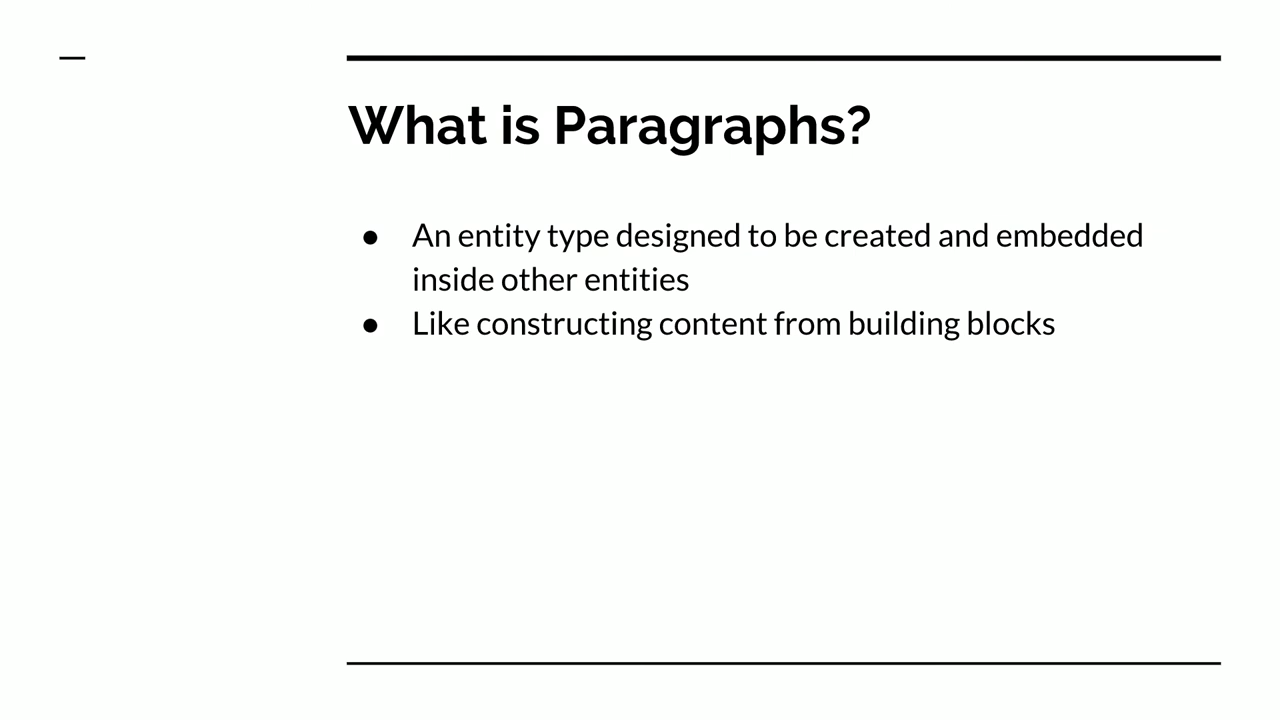 What is Paragraphs?
● An entity type designed to be created and embedded
inside other entities
● Like constructing content from building blocks